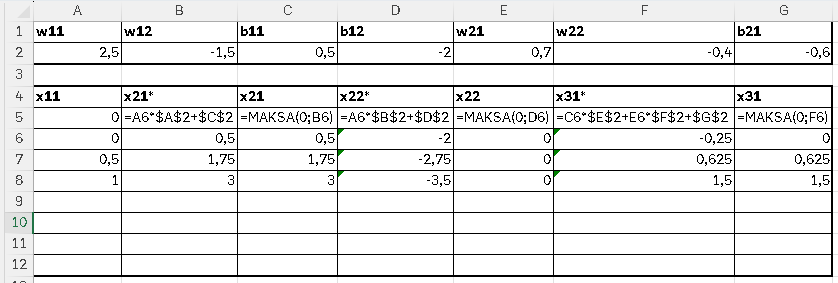 A B C D E F G
1 w11 w12 b11 b12 w21 w22 b21
2 2,5 -1,5 0,5 -2 0,7 -0,4 -0,6
3
4 x11 x21* x21 x22* x22 x31* x31
5 0 =A6*$A$2+$C$2 =MAKSA(0;B6) =A6*$B$2+$D$2 =MAKSA(0;D6) =C6*$E$2+E6*$F$2+$G$2 =MAKSA(0;F6)
6 0 0,5 0,5 -2 0 -0,25 0
7 0,5 1,75 1,75 -2,75 0 0,625 0,625
8 1 3 3 -3,5 0 1,5 1,5
9
10
11
12